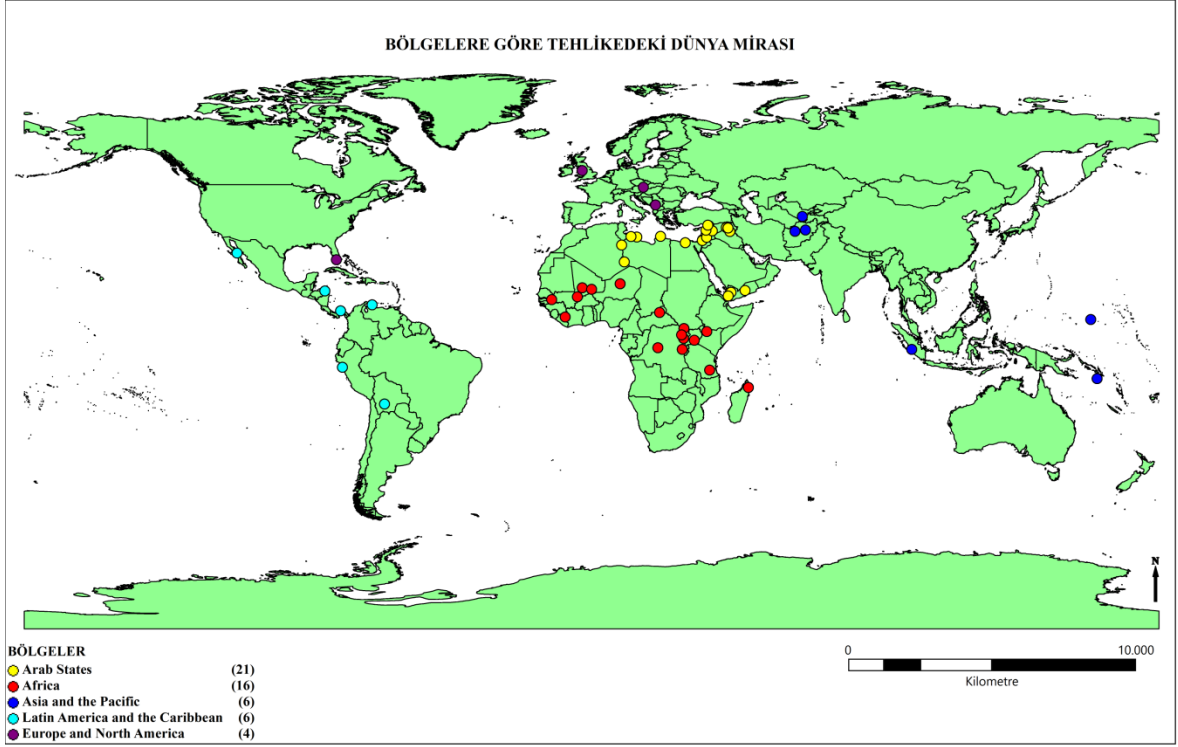 BÖLGELERE GÖRE TEHLİKEDEKİ DÜNYA MİRASI
N
0 10.000
Kilometre
BÖLGELER
Arab States (21)
Africa (16)
Asia and the Pacific (6)
Latin America and the Caribbean (6)
Europe and North America (4)